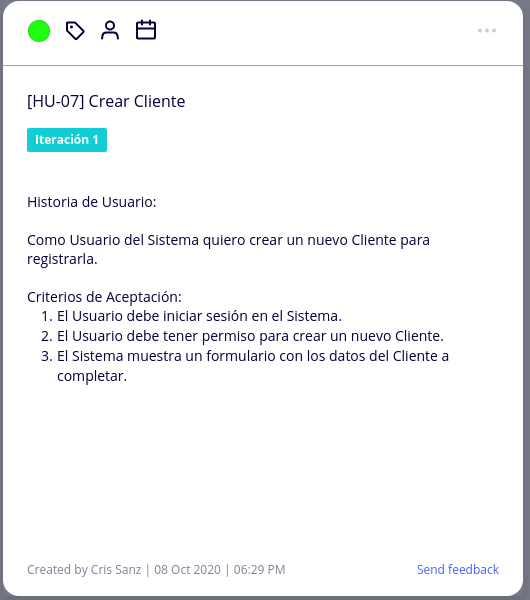 [HU-07] Crear Cliente
Iteración 1
Historia de Usuario:
Como Usuario del Sistema quiero crear un nuevo Cliente para
registrarla.
Criterios de Aceptación:
1. El Usuario debe iniciar sesión en el Sistema.
2. El Usuario debe tener permiso para crear un nuevo Cliente.
3. El Sistema muestra un formulario con los datos del Cliente a
completar.
Created by Cris Sanz | 08 Oct 2020 | 06:29 PM
Send feedback